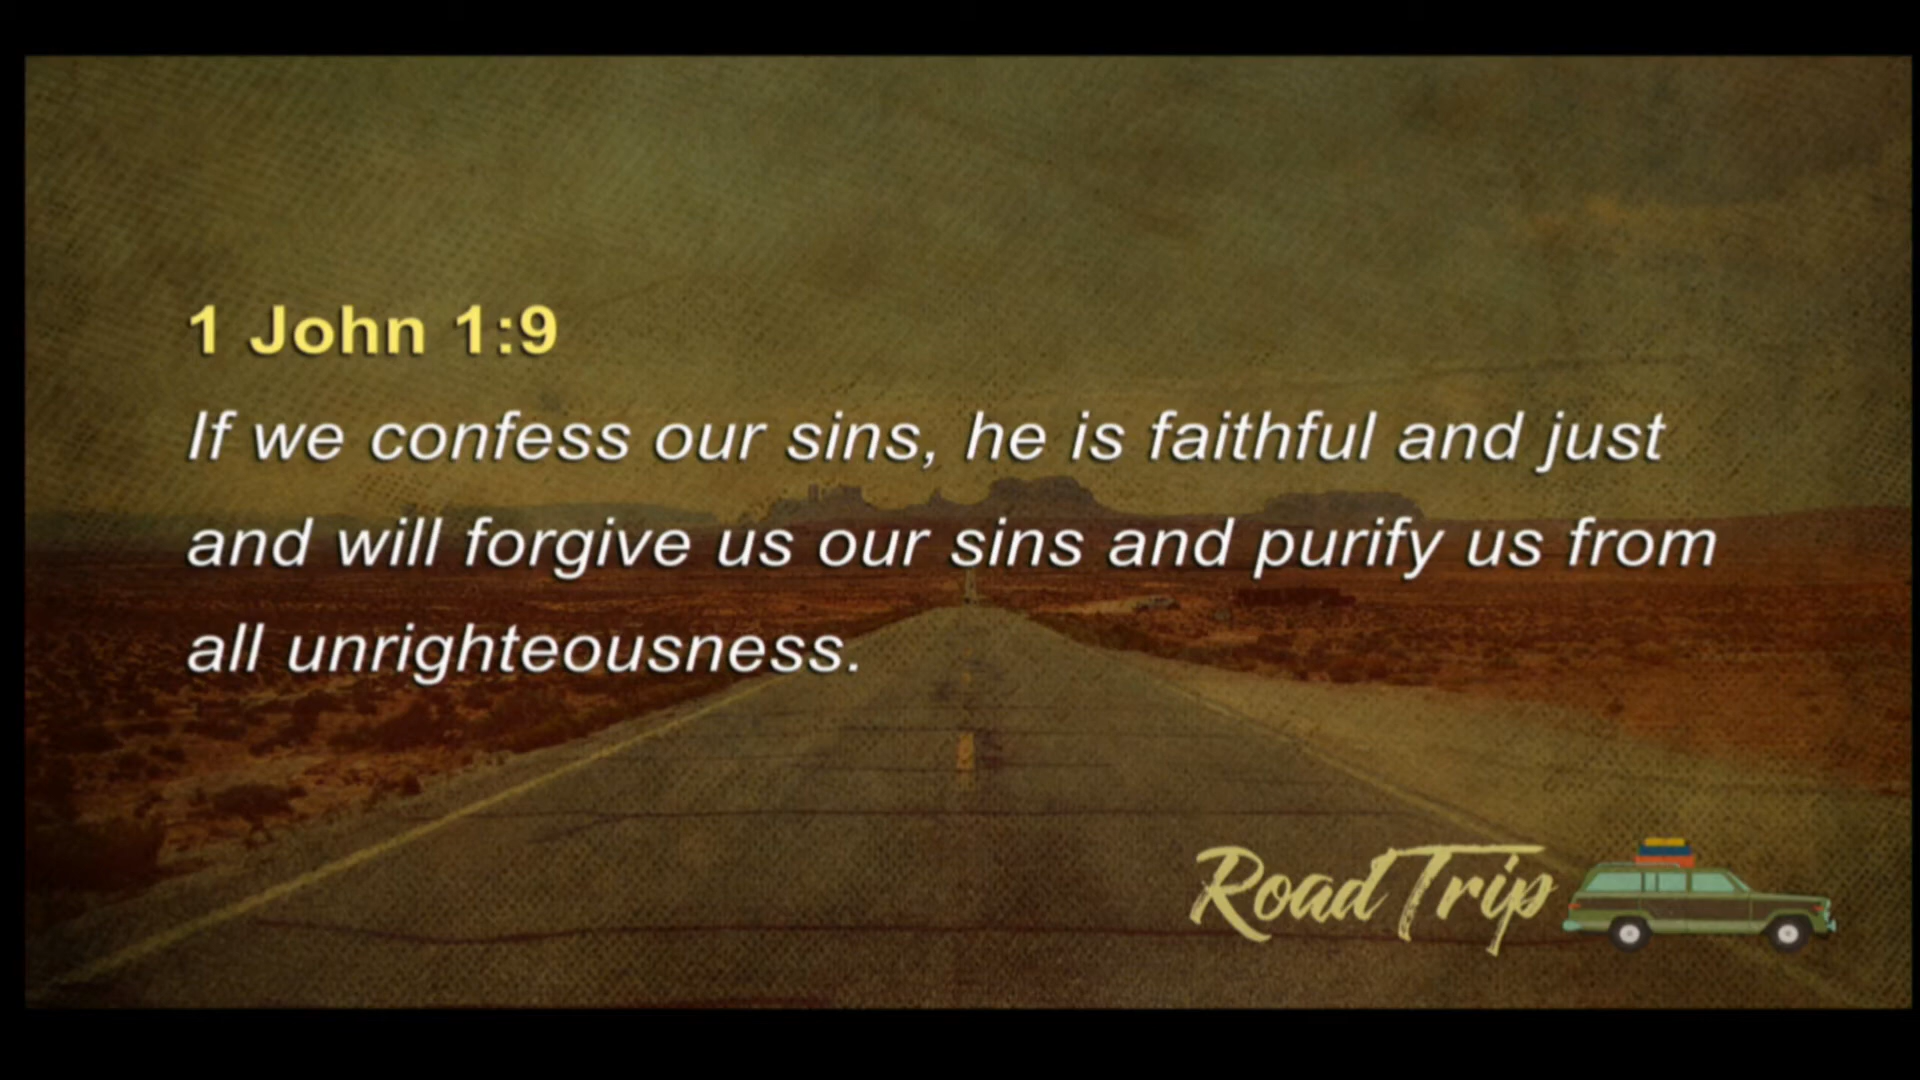 1 John 1:9
If we confess our sins, he is faithful and just
and will forgive us our sins and purify us from
all unrighteousness.
Road Trip